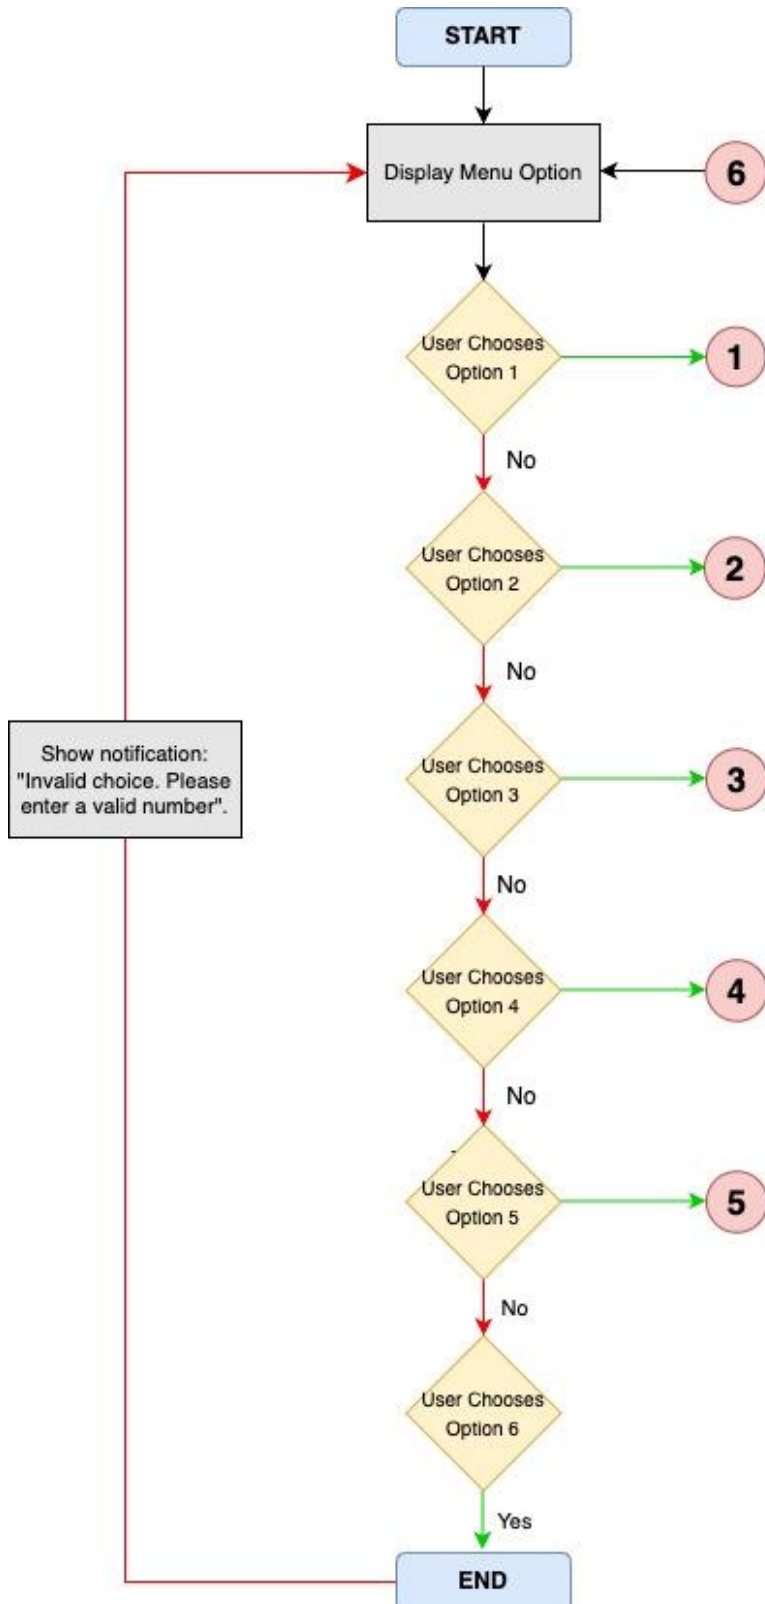 START
Display Menu Option
6
User Chooses
Option 1
1
No
User Chooses
Option 2
2
No
Show notification:
"Invalid choice. Please
enter a valid number".
User Chooses
Option 3
3
No
User Chooses
Option 4
4
No
User Chooses
Option 5
5
No
User Chooses
Option 6
Yes
END